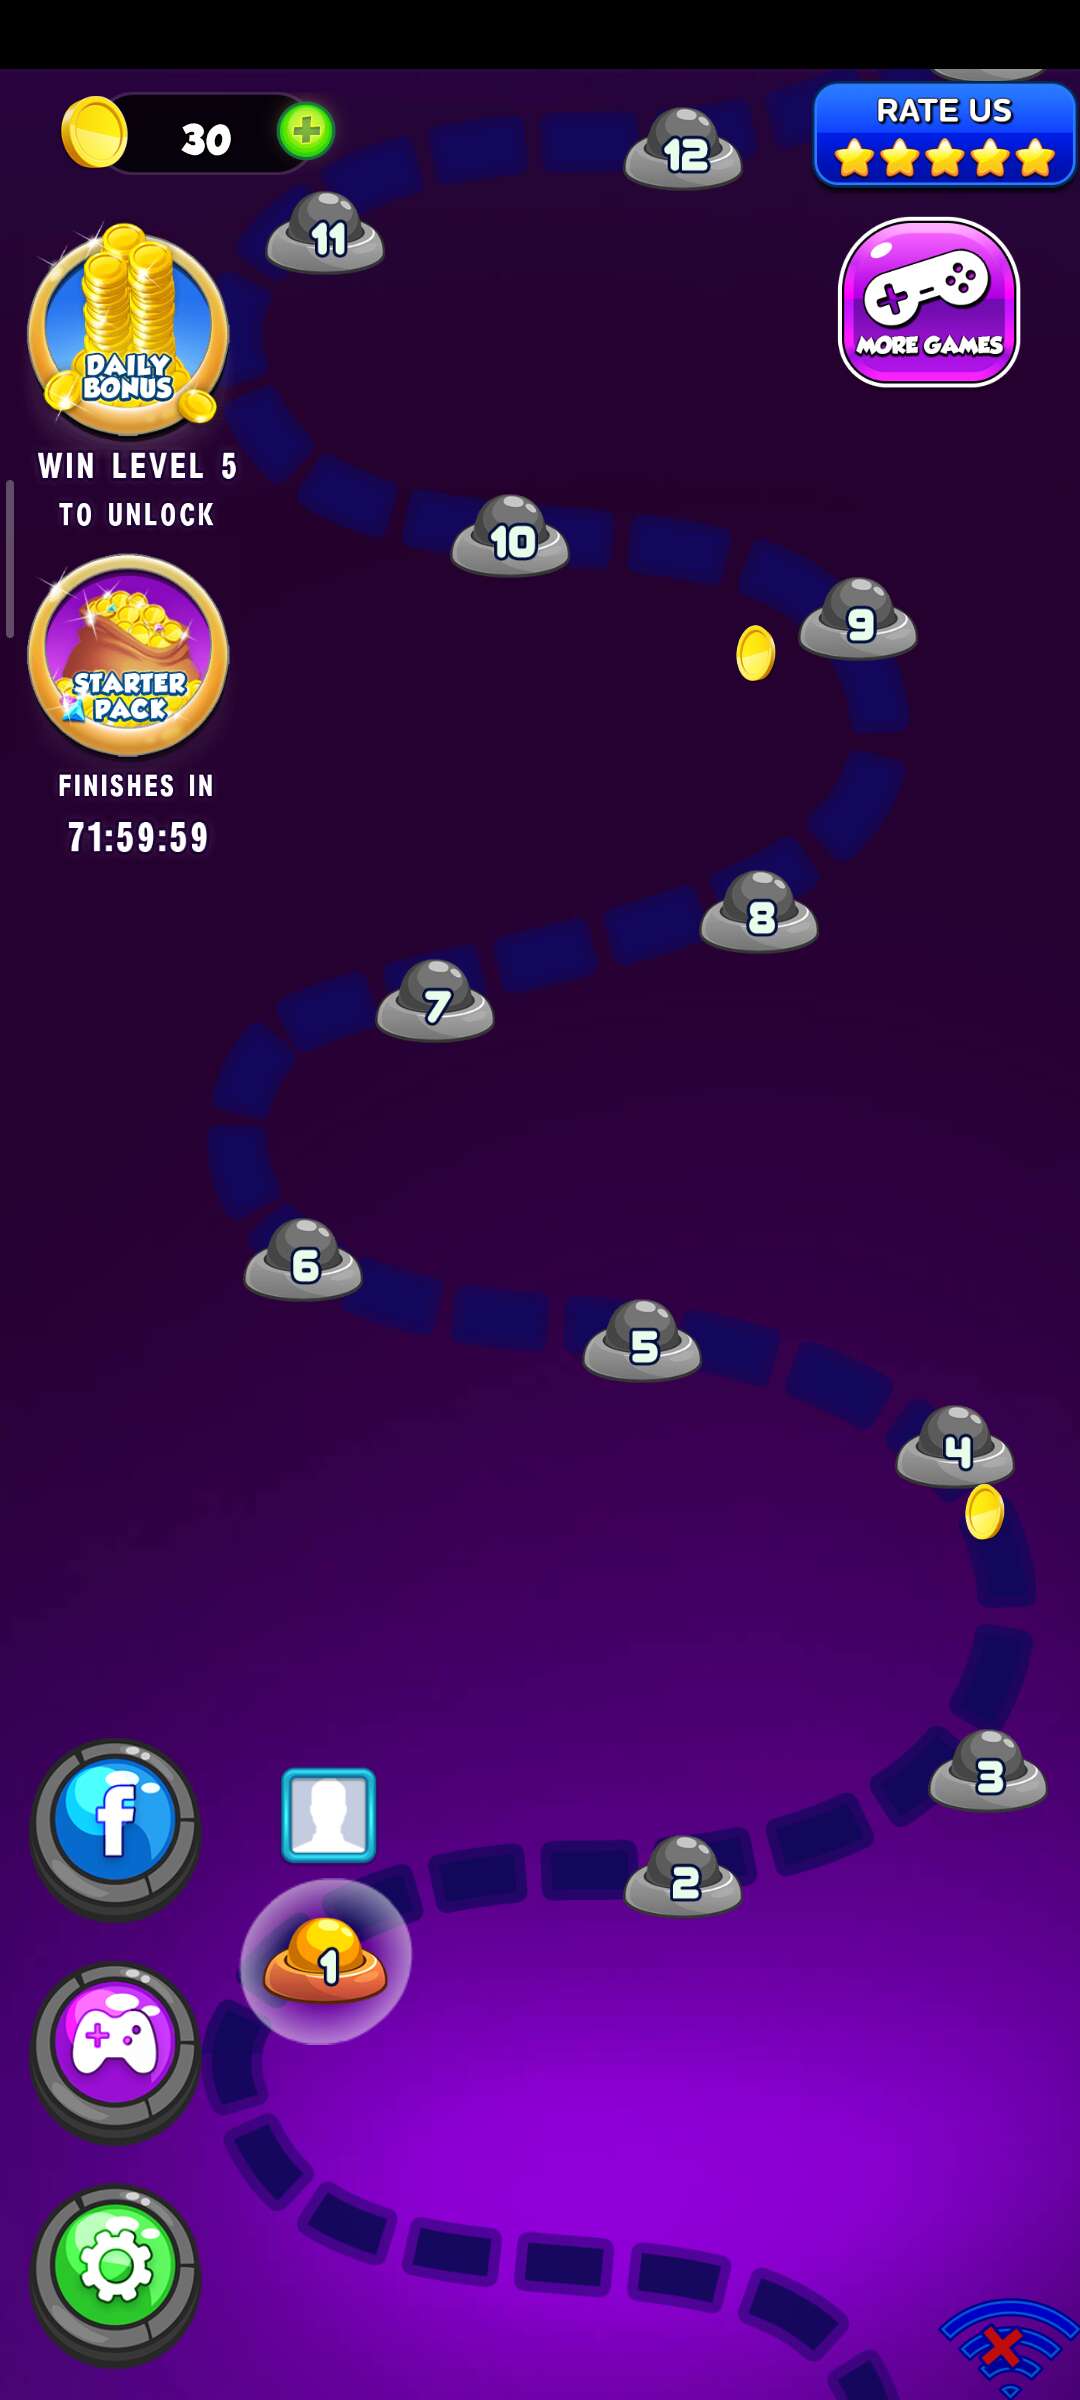 30
RATE US
12
11
MORE GAMES
DAILY
BONUS
WIN LEVEL 5
TO UNLOCK
10
9
STARTER
PACK
FINISHES IN
71:59:59
8
7
6
5
4
3
f
2
1